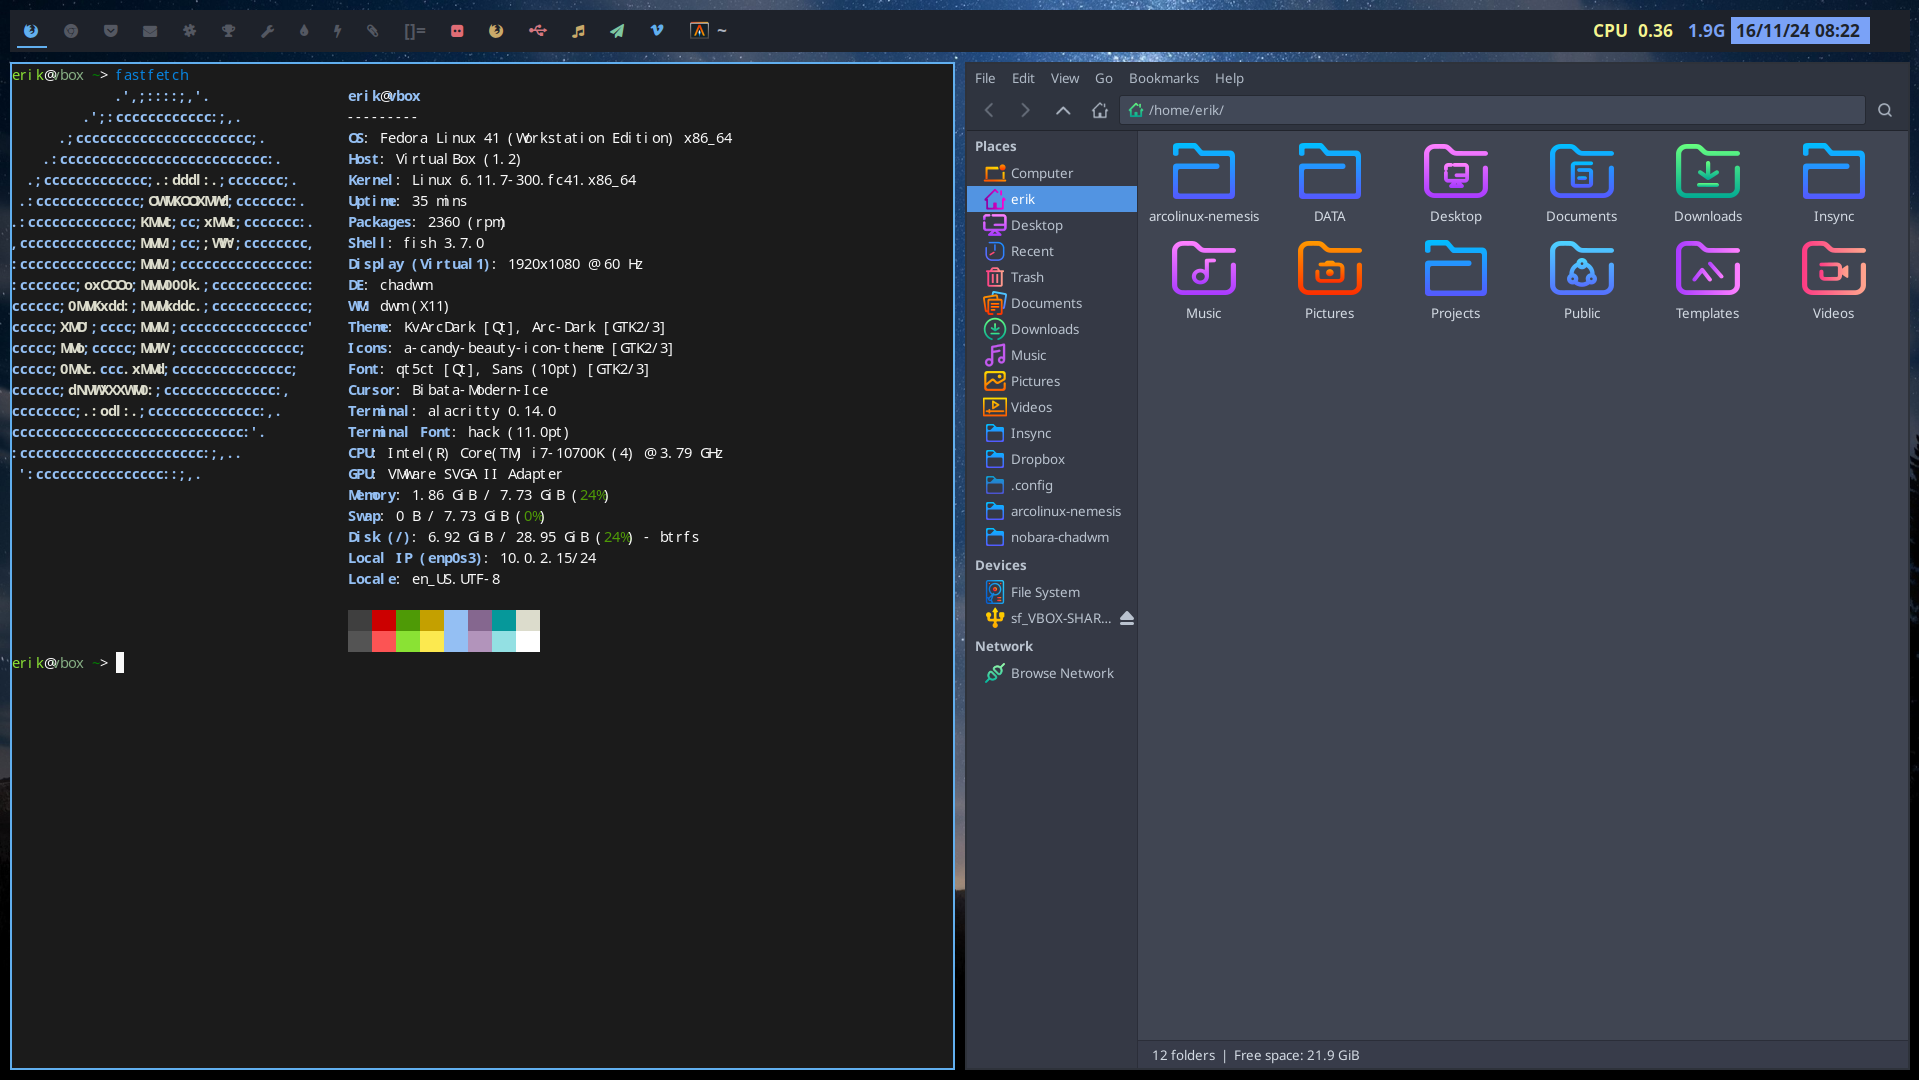 []=
~
CPU 0.36 1.9G 16/11/24 08:22
erik@vbox ~> fastfetch
.',;::::;,'.
.';:cccccccccccc:;,.
.;cccccccccccccccccccccc;.
.:cccccccccccccccccccccccccc:.
.;ccccccccccccc;.:dddl:.;ccccccc;.
.:ccccccccccccc;OWMKOOXMWd;ccccccc:.
.:ccccccccccccc;KMMc;cc;xMMc;ccccccc:.
,cccccccccccccc;MMM.;cc;;WW:;cccccccc,
:cccccccccccccc;MMM.;cccccccccccccccc:
:ccccccc;oxOOOo;MMM000k.;cccccccccccc:
cccccc;0MMKxdd:;MMMkddc.;cccccccccccc;
ccccc;XMO';cccc;MMM.;cccccccccccccccc'
ccccc;MMo;ccccc;MMW.;ccccccccccccccc;
ccccc;0MNc.ccc.xMMd;ccccccccccccccc;
cccccc;dNMWXXXWM0:;cccccccccccccc:,
cccccccc;.:odl:.;cccccccccccccc:,.
ccccccccccccccccccccccccccccc:'.
:ccccccccccccccccccccccc:;,..
':cccccccccccccccc::;,.
erik@vbox
---------
OS: Fedora Linux 41 (Workstation Edition) x86_64
Host: VirtualBox (1.2)
Kernel: Linux 6.11.7-300.fc41.x86_64
Uptime: 35 mins
Packages: 2360 (rpm)
Shell: fish 3.7.0
Display (Virtual1): 1920x1080 @ 60 Hz
DE: chadwm
WM: dwm (X11)
Theme: KvArcDark [Qt], Arc-Dark [GTK2/3]
Icons: a-candy-beauty-icon-theme [GTK2/3]
Font: qt5ct [Qt], Sans (10pt) [GTK2/3]
Cursor: Bibata-Modern-Ice
Terminal: alacritty 0.14.0
Terminal Font: hack (11.0pt)
CPU: Intel(R) Core(TM) i7-10700K (4) @ 3.79 GHz
GPU: VMware SVGA II Adapter
Memory: 1.86 GiB / 7.73 GiB (24%)
Swap: 0 B / 7.73 GiB (0%)
Disk (/): 6.92 GiB / 28.95 GiB (24%) - btrfs
Local IP (enp0s3): 10.0.2.15/24
Locale: en_US.UTF-8
erik@vbox ~>
File Edit View Go Bookmarks Help
/home/erik/
Places
Computer
erik
Desktop
Recent
Trash
Documents
Downloads
Music
Pictures
Videos
Insync
Dropbox
.config
arcolinux-nemesis
nobara-chadwm
Devices
File System
sf_VBOX-SHAR...
Network
Browse Network
arcolinux-nemesis DATA Desktop Documents Downloads Insync
Music Pictures Projects Public Templates Videos
12 folders | Free space: 21.9 GiB